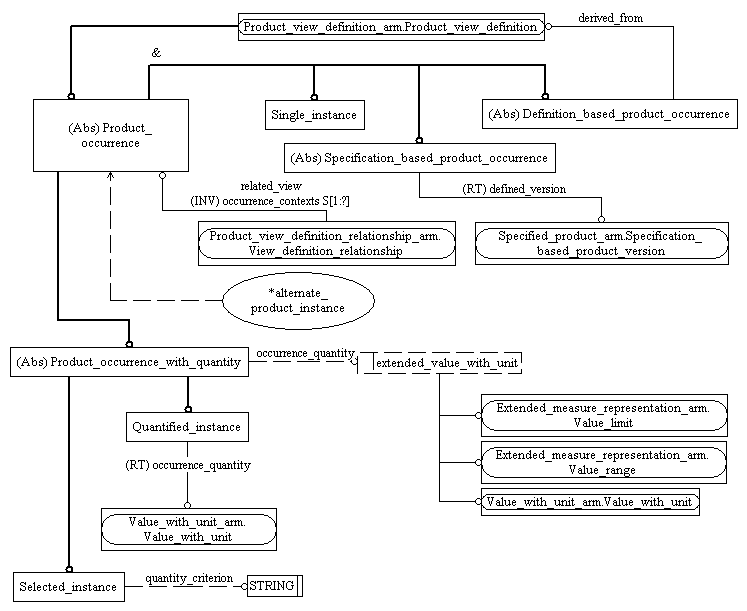 Product_view_definition_arm.Product_view_definition
derived_from
&
(Abs) Product_
occurrence
Single_instance
(Abs) Definition_based_product_occurrence
(Abs) Specification_based_product_occurrence
related_view
(INV) occurrence_contexts S[1:?]
(RT) defined_version
Product_view_definition_relationship_arm.
View_definition_relationship
Specified_product_arm.Specification_
based_product_version
*alternate_
product_instance
(Abs) Product_occurrence_with_quantity
occurrence_quantity
extended_value_with_unit
Quantified_instance
Extended_measure_representation_arm.
Value_limit
(RT) occurrence_quantity
Extended_measure_representation_arm.
Value_range
Value_with_unit_arm.Value_with_unit
Value_with_unit_arm.
Value_with_unit
Selected_instance
quantity_criterion
STRING